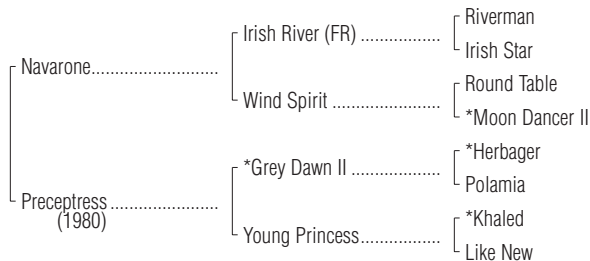 Riverman
Irish River (FR) ....................
Irish Star
Navarone................................
Round Table
Wind Spirit ..........................
*Moon Dancer II
*Herbager
*Grey Dawn II ......................
Polamia
Preceptress ...........................
(1980)
*Khaled
Young Princess....................
Like New